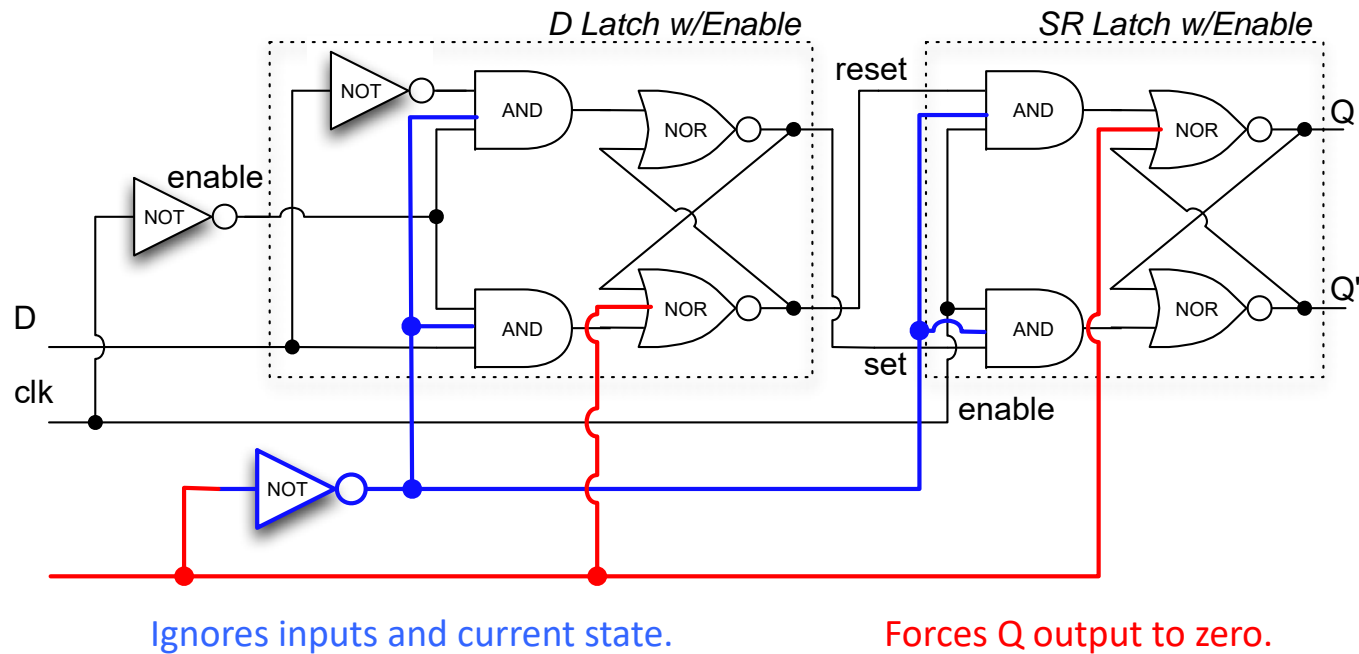 D Latch w/Enable
SR Latch w/Enable
reset
NOT
AND
NOR
AND
NOR
Q
enable
NOT
D
AND
NOR
AND
NOR
Q'
set
clk
enable
NOT
Ignores inputs and current state.
Forces Q output to zero.